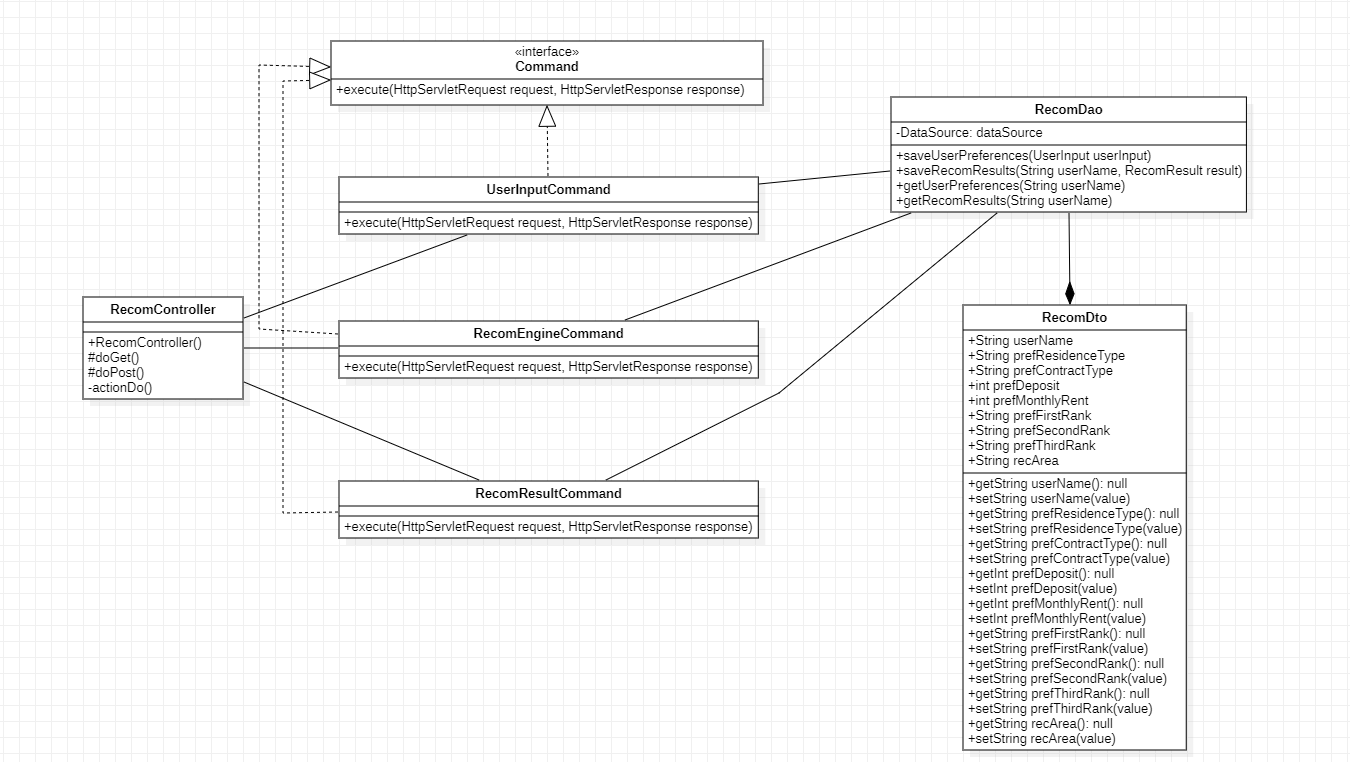 «interface»
Command
+execute(HttpServletRequest request, HttpServletResponse response)
RecomDao
-DataSource: dataSource
+saveUserPreferences(UserInput userInput)
+saveRecomResults(String userName, RecomResult result)
+getUserPreferences(String userName)
+getRecomResults(String userName)
UserInputCommand
+execute(HttpServletRequest request, HttpServletResponse response)
RecomController
+RecomController()
#doGet()
#doPost()
-actionDo()
RecomEngineCommand
+execute(HttpServletRequest request, HttpServletResponse response)
RecomResultCommand
+execute(HttpServletRequest request, HttpServletResponse response)
RecomDto
+String userName
+String prefResidenceType
+String prefContractType
+int prefDeposit
+int prefMonthlyRent
+String prefFirstRank
+String prefSecondRank
+String prefThirdRank
+String recArea
+getString userName(): null
+setString userName(value)
+getString prefResidenceType(): null
+setString prefResidenceType(value)
+getString prefContractType(): null
+setString prefContractType(value)
+getInt prefDeposit(): null
+setInt prefDeposit(value)
+getInt prefMonthlyRent(): null
+setInt prefMonthlyRent(value)
+getString prefFirstRank(): null
+setString prefFirstRank(value)
+getString prefSecondRank(): null
+setString prefSecondRank(value)
+getString prefThirdRank(): null
+setString prefThirdRank(value)
+getString recArea(): null
+setString recArea(value)